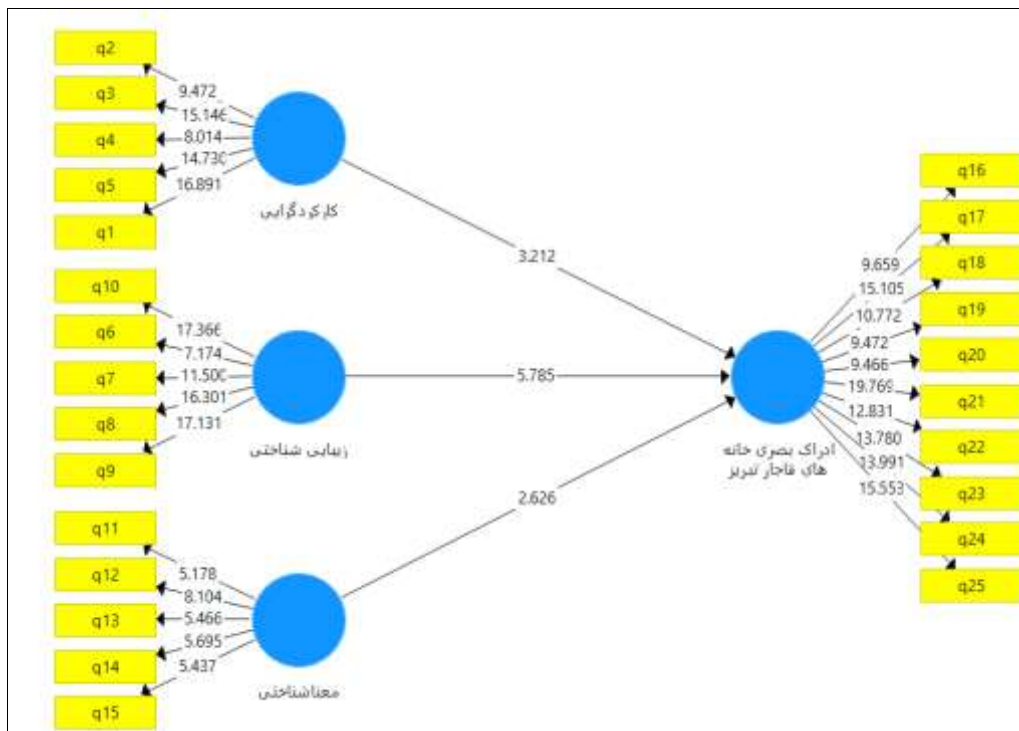 q2
q3
q4
q5
q1
9.472
15.146
8.014
14.730
16.891
کارکردگرایی
3.212
q10
q6
q7
q8
q9
17.366
7.174
11.500
16.301
17.131
زیبایی شناختی
5.785
q11
q12
q13
q14
q15
5.178
8.104
5.466
5.695
5.437
معناشناختی
2.626
ادراک بصری خانه
های قاجار تبریز
9.659
15.105
10.772
9.472
9.466
19.769
12.831
13.780
13.991
15.553
q16
q17
q18
q19
q20
q21
q22
q23
q24
q25